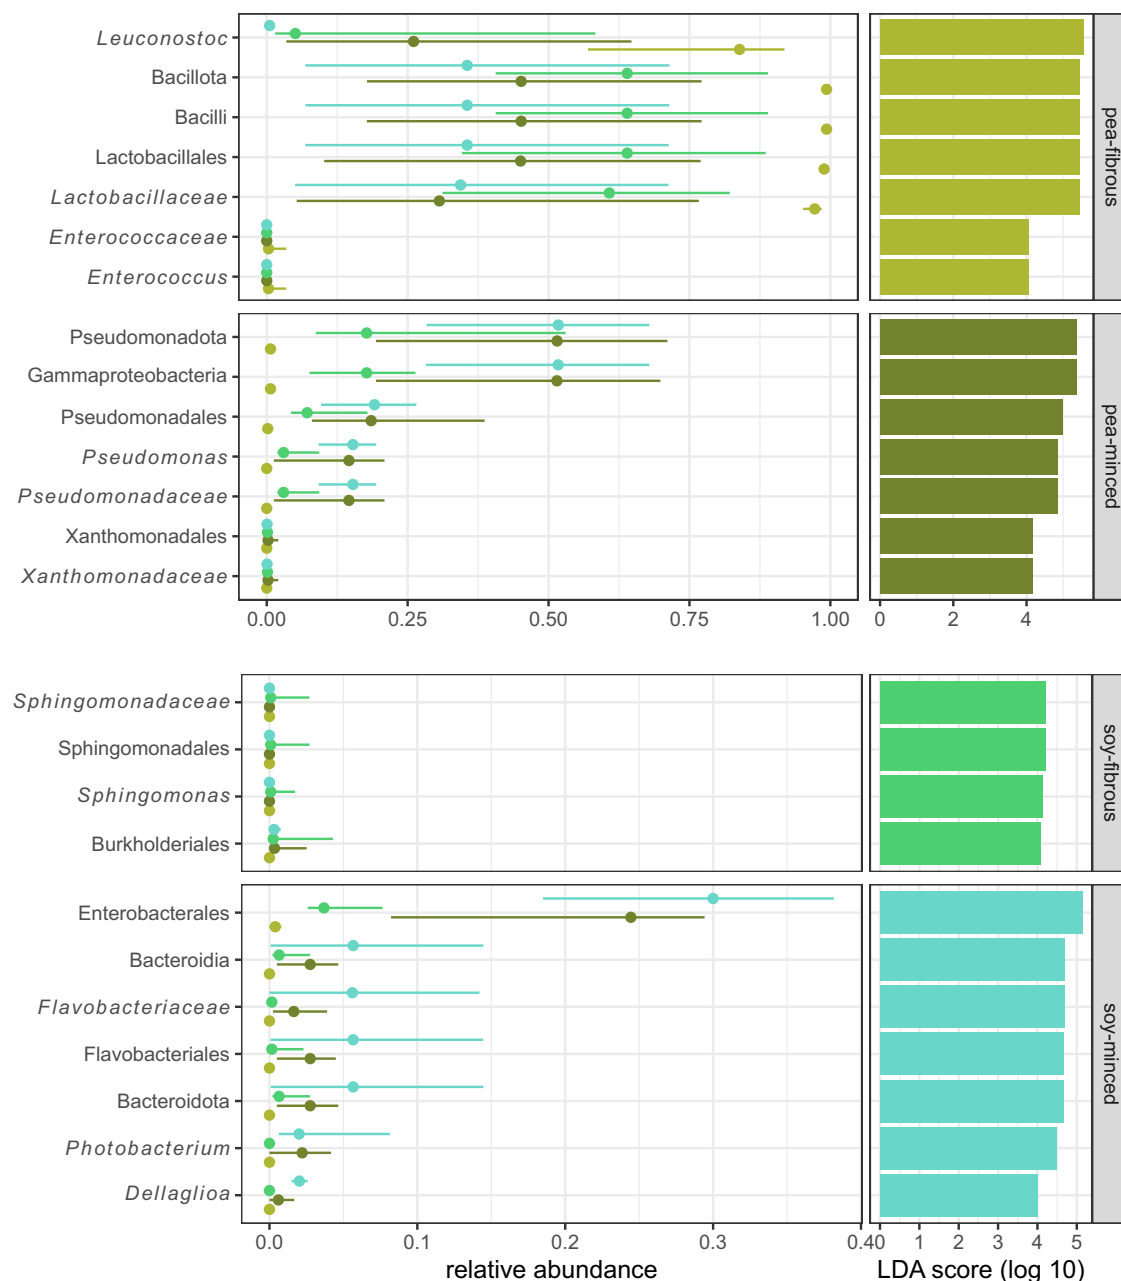 Leuconostoc
Bacillota
Bacilli
Lactobacillales
Lactobacillaceae
Enterococcaceae
Enterococcus
pea-fibrous
Pseudomonadota
Gammaproteobacteria
Pseudomonadales
Pseudomonas
Pseudomonadaceae
Xanthomonadales
Xanthomonadaceae
pea-minced
0.00 0.25 0.50 0.75 1.00 0 2 4
Sphingomonadaceae
Sphingomonadales
Sphingomonas
Burkholderiales
soy-fibrous
Enterobacterales
Bacteroidia
Flavobacteriaceae
Flavobacteriales
Bacteroidota
Photobacterium
Dellaglioa
soy-minced
0.0 0.1 0.2 0.3 0.4 0 1 2 3 4 5
relative abundance LDA score (log 10)